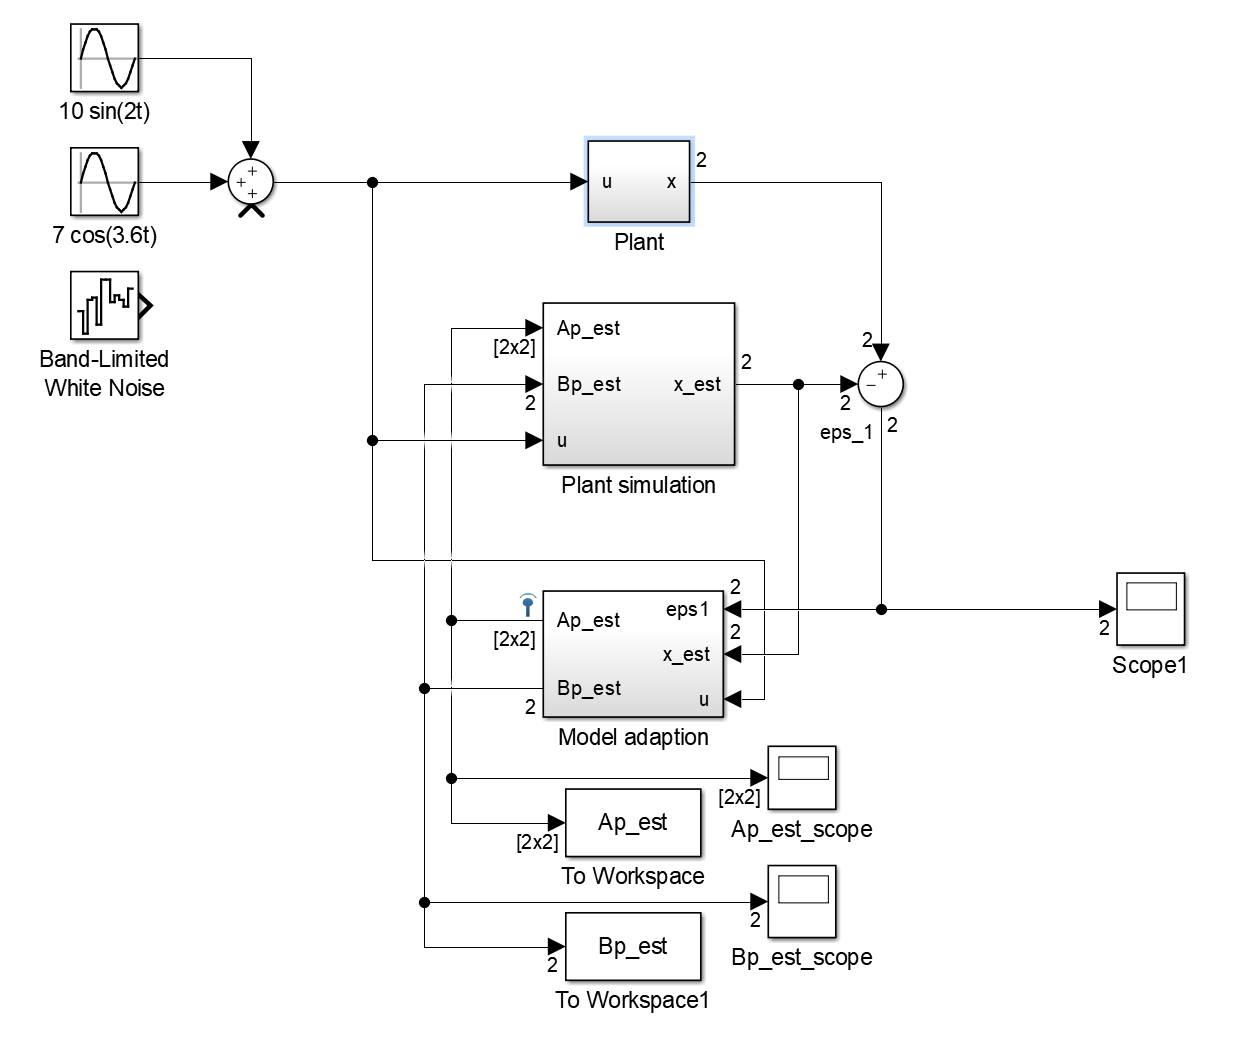 10 sin(2t)
+
+
+
7 cos(3.6t)
Band-Limited
White Noise
u
x
2
Plant
Ap_est
[2x2]
Bp_est
2
u
x_est
2
Plant simulation
2
+
−
2
eps_1
2
Ap_est
[2x2]
Bp_est
2
eps1
2
x_est
2
u
Model adaption
2
Scope1
[2x2]
Ap_est_scope
Ap_est
[2x2]
To Workspace
2
Bp_est_scope
Bp_est
2
To Workspace1